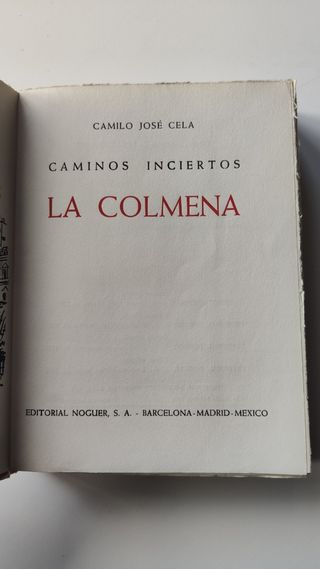 CAMILO JOSÉ CELA
CAMINOS INCIERTOS
LA COLMENA
EDITORIAL NOGUER, S. A. - BARCELONA-MADRID-MEXICO